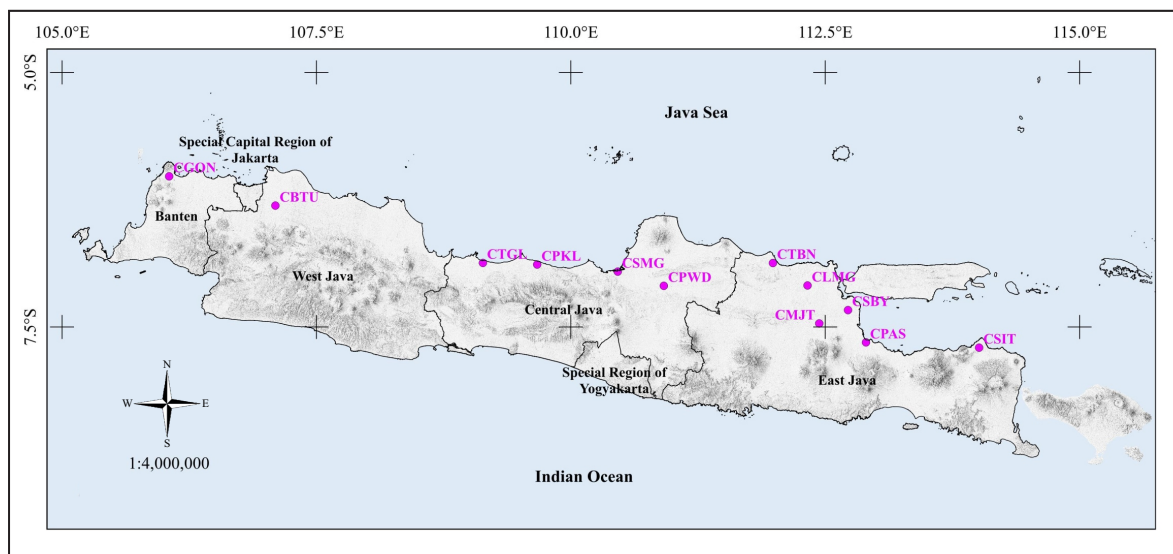 105.0°E 107.5°E 110.0°E 112.5°E 115.0°E
5.0°S
Java Sea
Special Capital Region of
Jakarta
CGON
CBTU
Banten
CTGL CPKL CSMG CTBN
West Java
CPWD
CLMG
Central Java
CSBY
CMJT
7.5°S
CPAS CSIT
Special Region of
Yogyakarta
East Java
N
W E
S
1:4,000,000
Indian Ocean